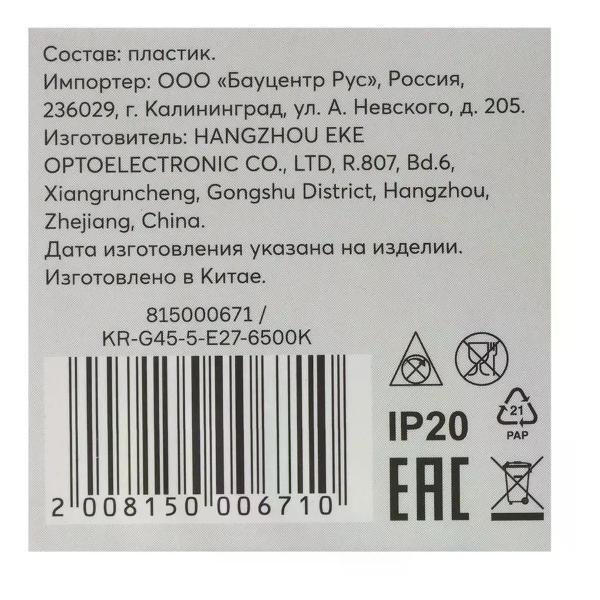 Состав: пластик.
Импортер: ООО «Бауцентр Рус», Россия,
236029, г. Калининград, ул. А. Невского, д. 205.
Изготовитель: HANGZHOU EKE
OPTOELECTRONIC CO., LTD, R.807, Bd.6,
Xiangruncheng, Gongshu District, Hangzhou,
Zhejiang, China.
Дата изготовления указана на изделии.
Изготовлено в Китае.
815000671 /
KR-G45-5-E27-6500K
2 008150 006710
IP20
21
PAP
EAC